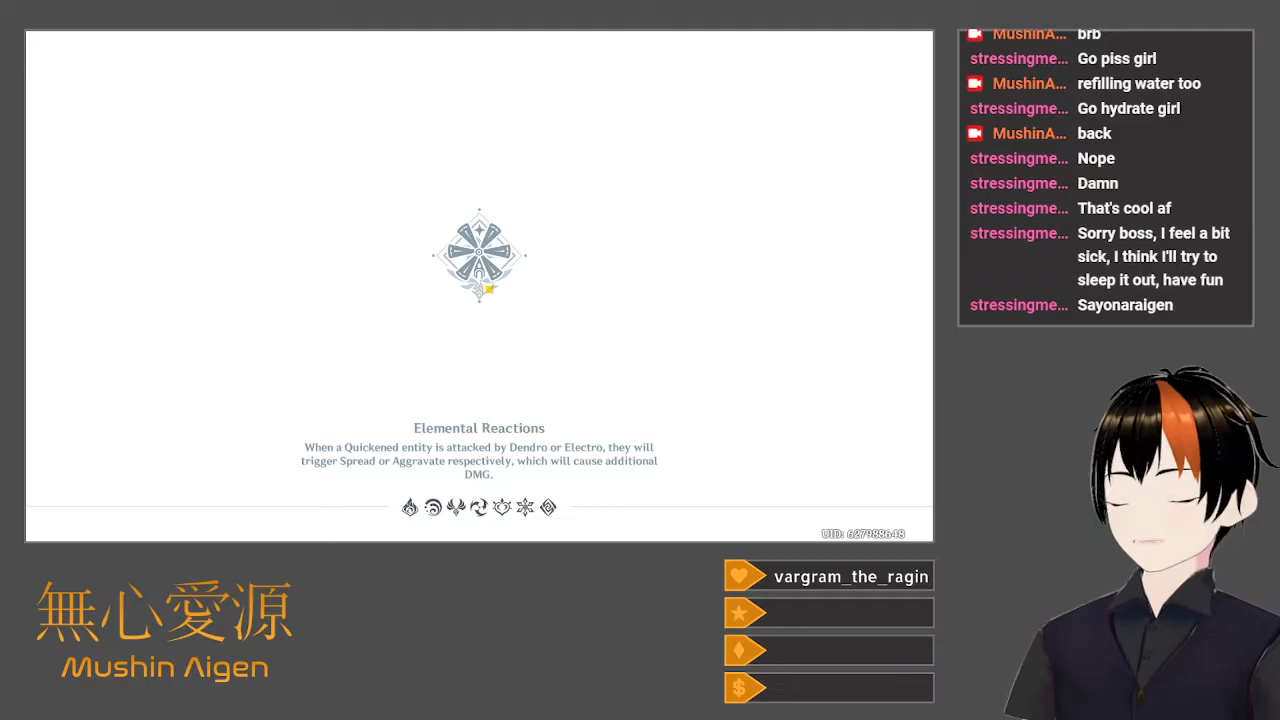 MushinA... brb
stressingme... Go piss girl
MushinA... refilling water too
stressingme... Go hydrate girl
MushinA... back
stressingme... Nope
stressingme... Damn
stressingme... That's cool af
stressingme... Sorry boss, I feel a bit
sick, I think I'll try to
sleep it out, have fun
stressingme... Sayonaraigen
Elemental Reactions
When a Quickened entity is attacked by Dendro or Electro, they will
trigger Spread or Aggravate respectively, which will cause additional
DMG.
UID: 627988648
vargram_the_ragin
$
無心愛源
Mushin Aigen